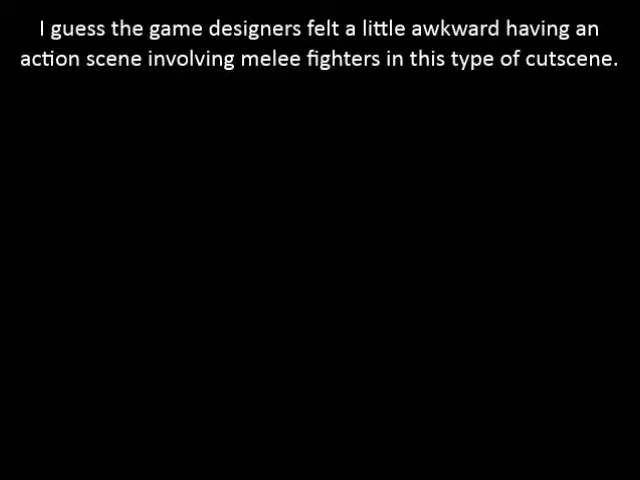 I guess the game designers felt a little awkward having an
action scene involving melee fighters in this type of cutscene.